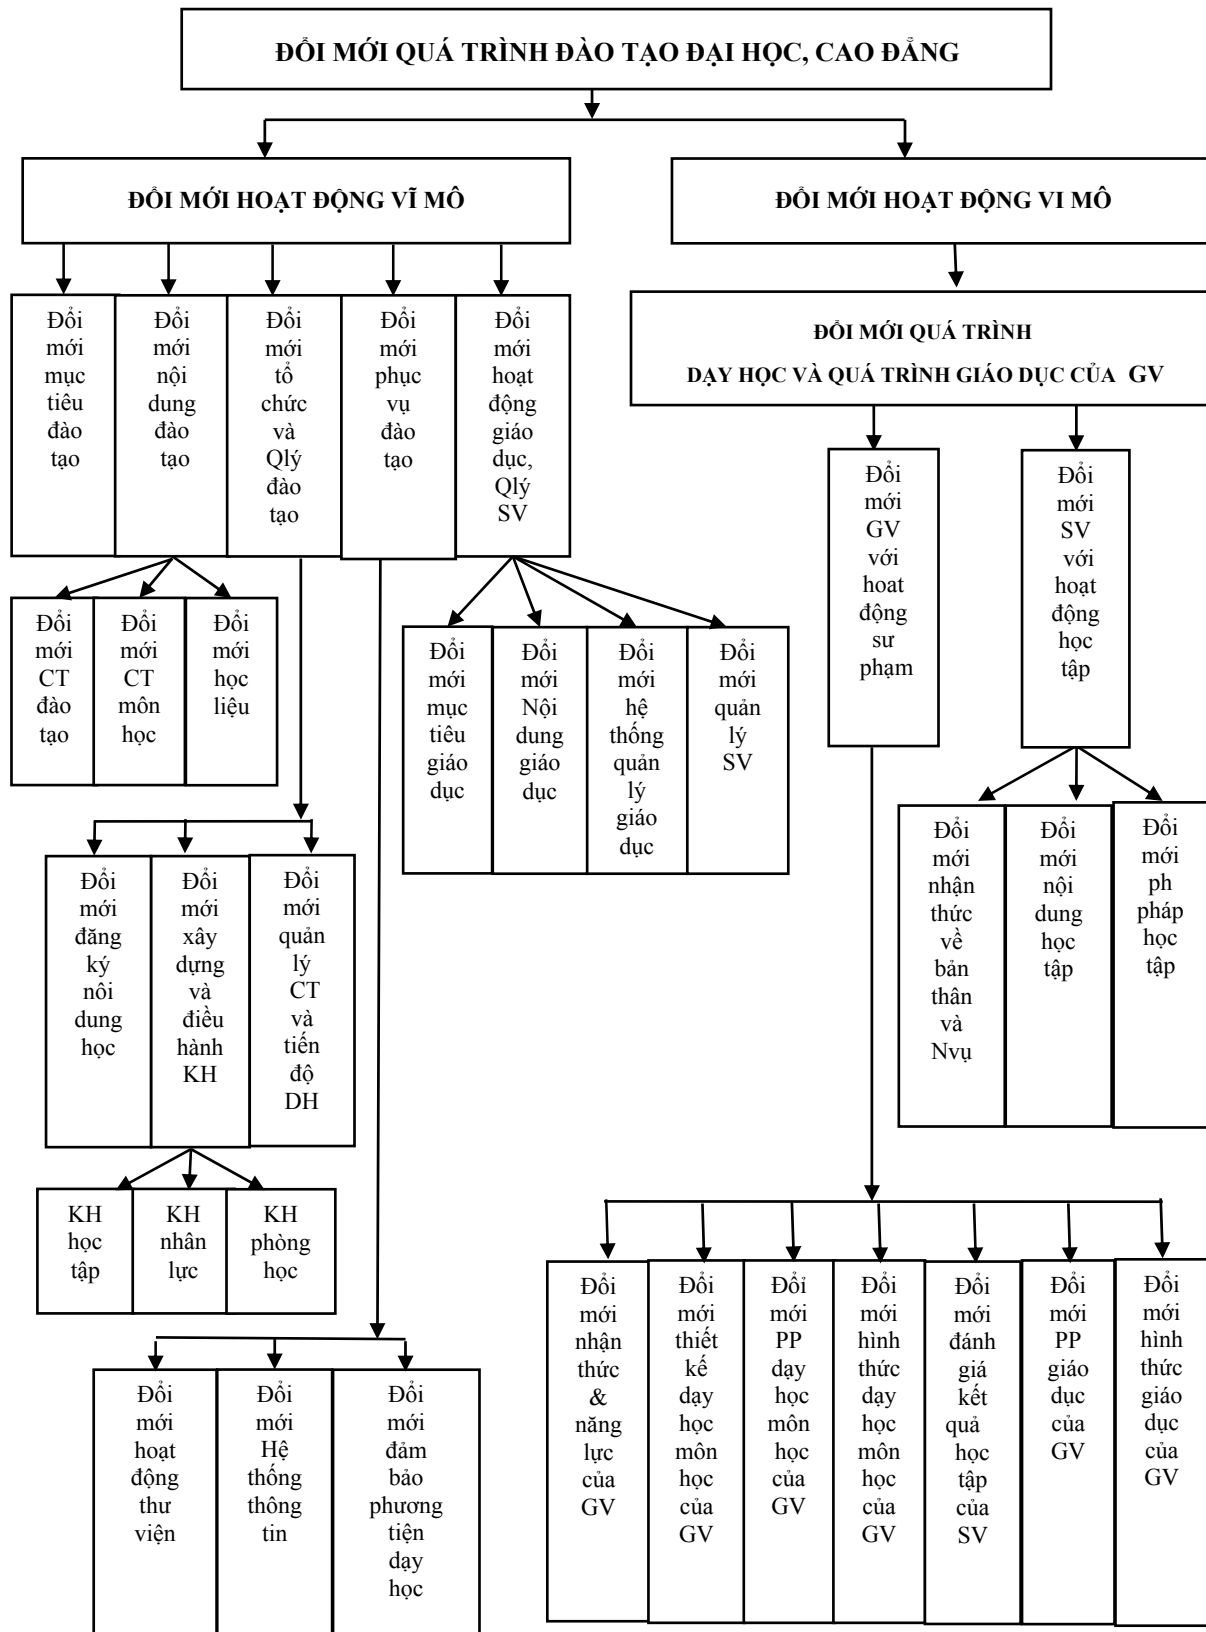 ĐỔI MỚI QUÁ TRÌNH ĐÀO TẠO ĐẠI HỌC, CAO ĐẲNG
ĐỔI MỚI HOẠT ĐỘNG VĨ MÔ
ĐỔI MỚI HOẠT ĐỘNG VI MÔ
Đổi
mới
mục
tiêu
đào
tạo
Đổi
mới
nội
dung
đào
tạo
Đổi
mới
tổ
chức
và
Qlý
đào
tạo
Đổi
mới
phục
vụ
đào
tạo
Đổi
mới
hoạt
động
giáo
dục,
Qlý
SV
ĐỔI MỚI QUÁ TRÌNH
DẠY HỌC VÀ QUÁ TRÌNH GIÁO DỤC CỦA GV
Đổi
mới
GV
với
hoat
động
sư
phạm
Đổi
mới
SV
với
hoạt
động
học
tập
Đổi
mới
CT
đào
tạo
Đổi
mới
CT
môn
học
Đổi
mới
học
liệu
Đổi
mới
mục
tiêu
giáo
dục
Đổi
mới
Nội
dung
giáo
dục
Đổi
mới
hệ
thống
quản
lý
giáo
dục
Đổi
mới
quản
lý
SV
Đổi
mới
nhận
thức
về
bản
thân
và
Nvụ
Đổi
mới
nội
dung
học
tập
Đổi
mới
ph
pháp
học
tập
Đổi
mới
đăng
ký
nôi
dung
học
Đổi
mới
xây
dựng
và
điều
hành
KH
Đổi
mới
quản
lý
CT
và
tiến
độ
DH
KH
học
tập
KH
nhân
lực
KH
phòng
học
Đổi
mới
hoạt
động
thư
viện
Đổi
mới
Hệ
thống
thông
tin
Đổi
mới
đảm
bảo
phương
tiện
dạy
học
Đổi
mới
nhận
thức
&
năng
lực
của
GV
Đổi
mới
thiết
kế
dạy
học
môn
học
của
GV
Đổi
mới
PP
dạy
học
môn
học
của
GV
Đổi
mới
hình
thức
dạy
học
môn
học
của
GV
Đổi
mới
đánh
giá
kết
quả
học
tập
của
SV
Đổi
mới
PP
giáo
dục
của
GV
Đổi
mới
hình
thức
giáo
dục
của
GV